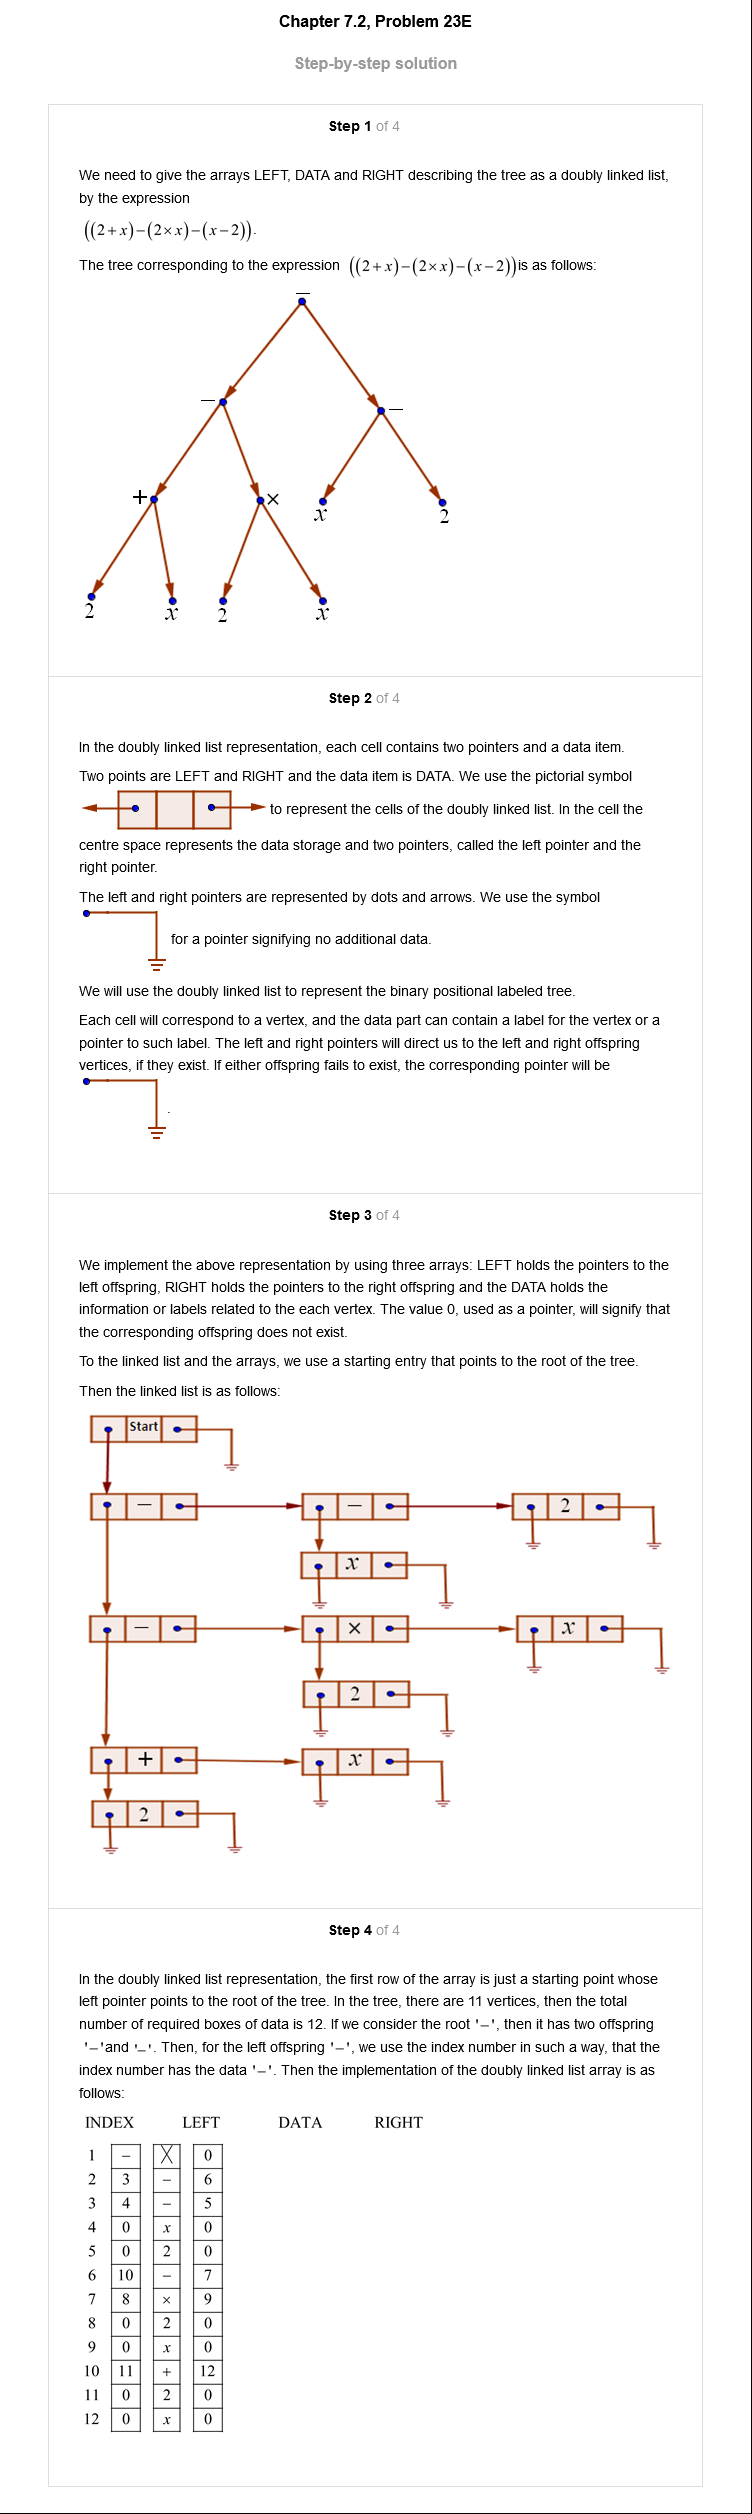 Chapter 7.2, Problem 23E
Step-by-step solution
Step 1 of 4
We need to give the arrays LEFT, DATA and RIGHT describing the tree as a doubly linked list,
by the expression
((2+x)−(2×x)−(x−2)).
The tree corresponding to the expression ((2+x)−(2×x)−(x−2))is as follows:
−
− −
+ × x 2
2 x 2 x
Step 2 of 4
In the doubly linked list representation, each cell contains two pointers and a data item.
Two points are LEFT and RIGHT and the data item is DATA. We use the pictorial symbol
to represent the cells of the doubly linked list. In the cell the
centre space represents the data storage and two pointers, called the left pointer and the
right pointer.
The left and right pointers are represented by dots and arrows. We use the symbol
for a pointer signifying no additional data.
We will use the doubly linked list to represent the binary positional labeled tree.
Each cell will correspond to a vertex, and the data part can contain a label for the vertex or a
pointer to such label. The left and right pointers will direct us to the left and right offspring
vertices, if they exist. If either offspring fails to exist, the corresponding pointer will be
.
Step 3 of 4
We implement the above representation by using three arrays: LEFT holds the pointers to the
left offspring, RIGHT holds the pointers to the right offspring and the DATA holds the
information or labels related to the each vertex. The value 0, used as a pointer, will signify that
the corresponding offspring does not exist.
To the linked list and the arrays, we use a starting entry that points to the root of the tree.
Then the linked list is as follows:
Start
− − 2
x
− × x
2
+ x
2
Step 4 of 4
In the doubly linked list representation, the first row of the array is just a starting point whose
left pointer points to the root of the tree. In the tree, there are 11 vertices, then the total
number of required boxes of data is 12. If we consider the root '−', then it has two offspring
'−'and '−'. Then, for the left offspring '−', we use the index number in such a way, that the
index number has the data '−'. Then the implementation of the doubly linked list array is as
follows:
INDEX LEFT DATA RIGHT
1 − X 0
2 3 − 6
3 4 − 5
4 0 x 0
5 0 2 0
6 10 − 7
7 8 × 9
8 0 2 0
9 0 x 0
10 11 + 12
11 0 2 0
12 0 x 0